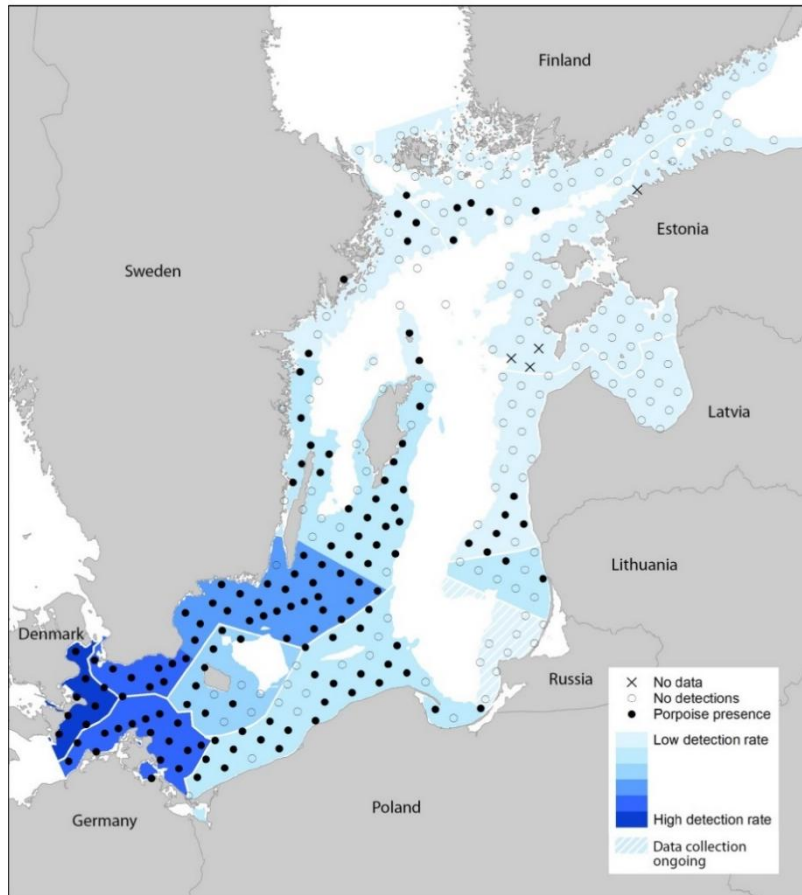 Finland
Estonia
Sweden
Latvia
Lithuania
Denmark
Russia
No data
No detections
Porpoise presence
Low detection rate
High detection rate
Data collection
ongoing
Poland
Germany